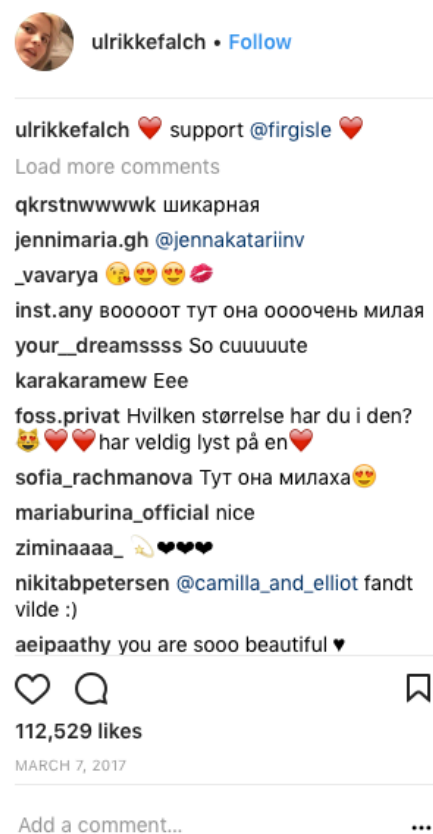 ulrikkefalch • Follow
ulrikkefalch ❤️ support @firgisle ❤️
Load more comments
qkrstnwwwwk шикарная
jennimaria.gh @jennakatariinv
_vavarya 😘😍😍💋
inst.any вооооот тут она оооочень милая
your__dreamssss So cuuuuute
karakaramew Eee
foss.privat Hvilken størrelse har du i den?
😻❤️❤️har veldig lyst på en❤️
sofia_rachmanova Тут она милаха😍
mariaburina_official nice
ziminaaaa_ 💫❤❤❤
nikitabpetersen @camilla_and_elliot fandt
vilde :)
aeipaathy you are sooo beautiful ♥
112,529 likes
MARCH 7, 2017
Add a comment...